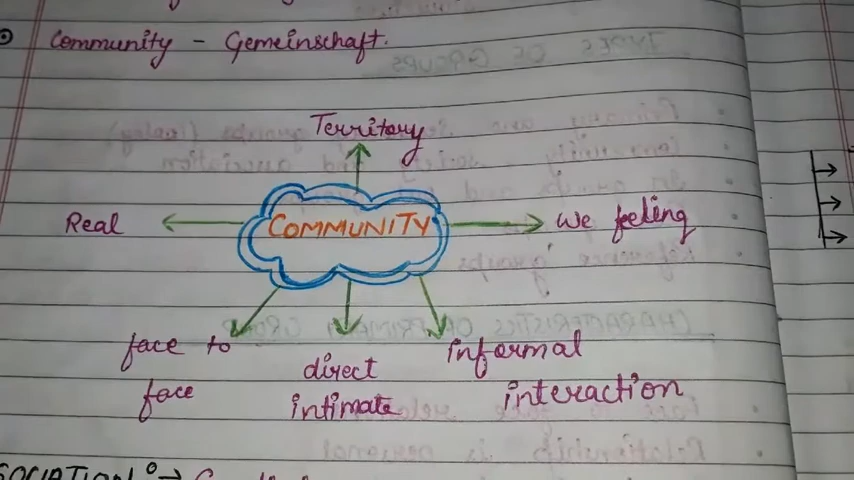 Community - Gemeinschaft.
Territory
Real
COMMUNITY
we feeling
face to
face
direct
intimate
informal
interaction